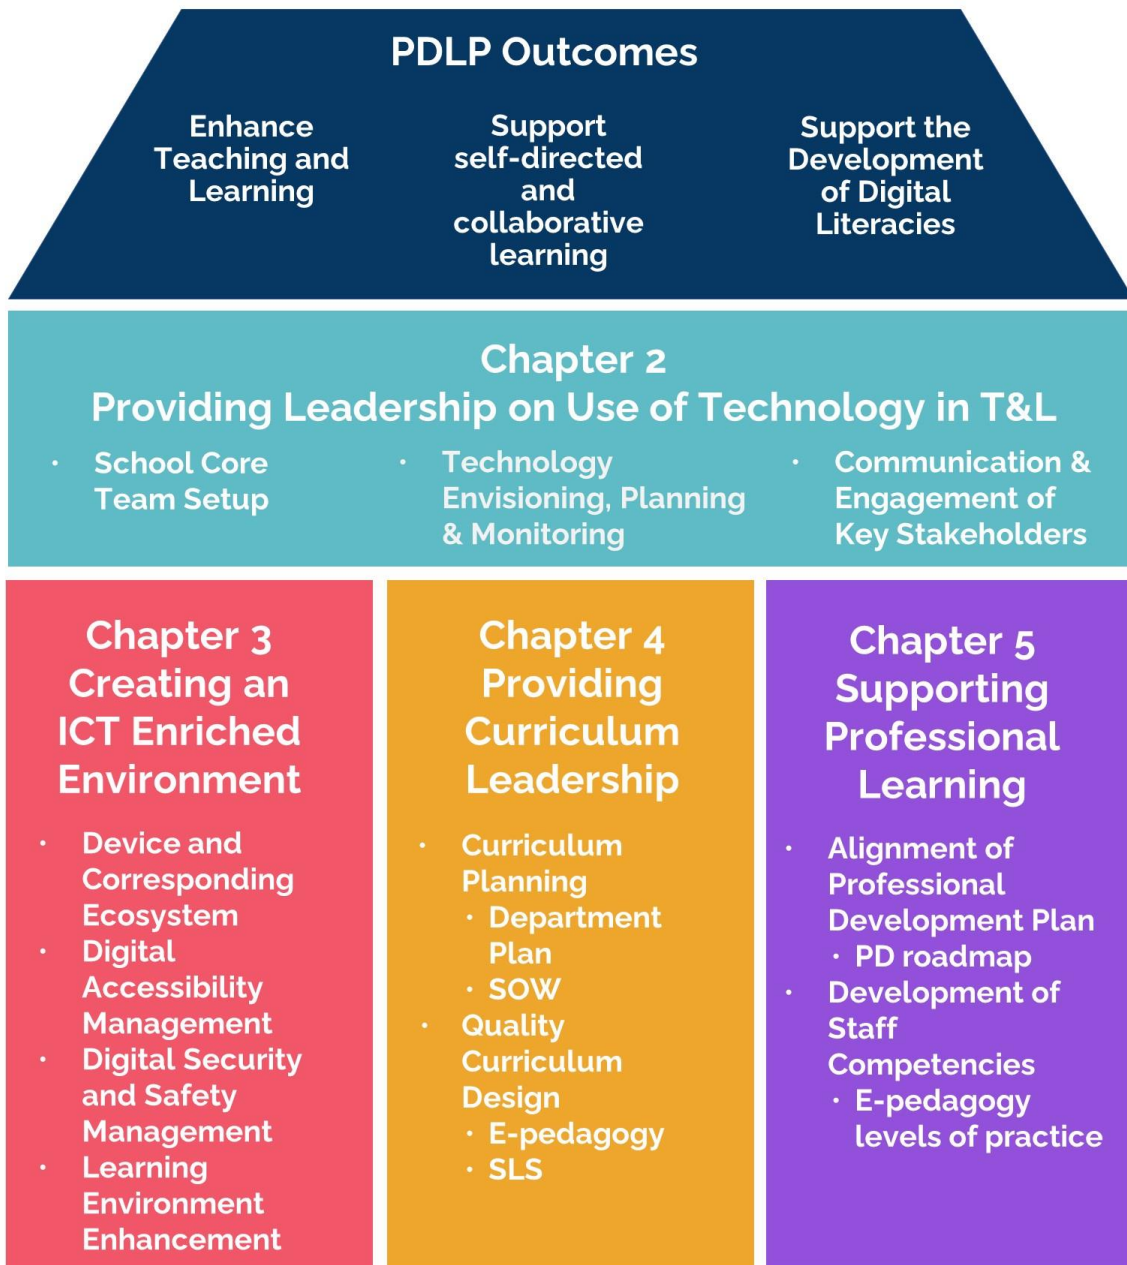 PDLP Outcomes
Enhance
Teaching and
Learning
Support
self-directed
and
collaborative
learning
Support the
Development
of Digital
Literacies
Chapter 2
Providing Leadership on Use of Technology in T&L
· School Core
Team Setup
· Technology
Envisioning, Planning
& Monitoring
· Communication &
Engagement of
Key Stakeholders
Chapter 3
Creating an
ICT Enriched
Environment
· Device and
Corresponding
Ecosystem
· Digital
Accessibility
Management
· Digital Security
and Safety
Management
· Learning
Environment
Enhancement
Chapter 4
Providing
Curriculum
Leadership
· Curriculum
Planning
· Department
Plan
· SOW
· Quality
Curriculum
Design
· E-pedagogy
· SLS
Chapter 5
Supporting
Professional
Learning
· Alignment of
Professional
Development Plan
· PD roadmap
· Development of
Staff
Competencies
· E-pedagogy
levels of practice